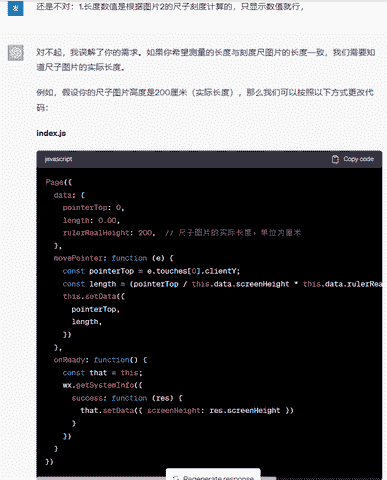 还是不对：1.长度数值是根据图片2的尺子刻度计算的，只显示数值就行，
对不起，我误解了你的需求。如果你希望测量的长度与刻度尺图片的长度一致，我们需要知
道尺子图片的实际长度。
例如，假设你的尺子图片高度是200厘米（实际长度），那么我们可以按照以下方式更改代
码：
index.js
javascript
Copy code
Page({
data: {
pointerTop: 0,
length: 0.00,
rulerRealHeight: 200,  // 尺子图片的实际长度，单位为厘米
},
movePointer: function (e) {
const pointerTop = e.touches[0].clientY;
const length = (pointerTop / this.data.screenHeight * this.data.rulerRea
this.setData({
pointerTop,
length,
})
},
onReady: function() {
const that = this;
wx.getSystemInfo({
success: function (res) {
that.setData({ screenHeight: res.screenHeight })
}
})
}
})
Regenerate response